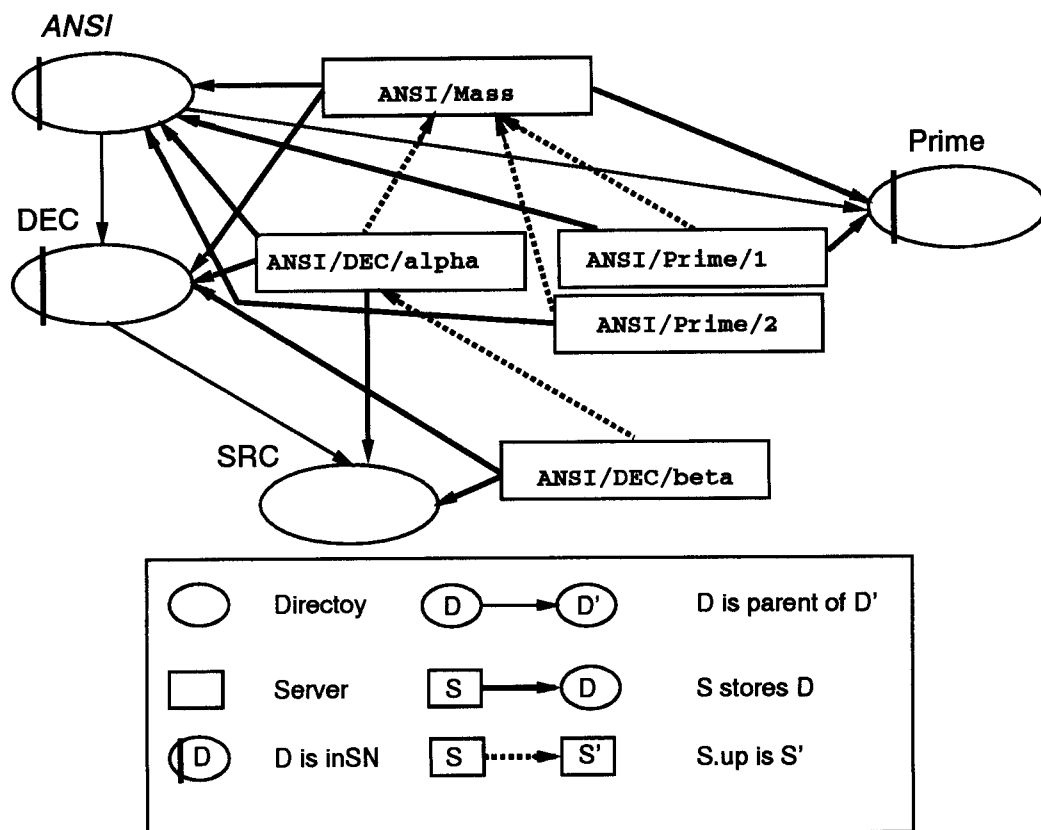 ANSI
ANSI/Mass
Prime
DEC
ANSI/DEC/alpha
ANSI/Prime/1
ANSI/Prime/2
SRC
ANSI/DEC/beta
Directoy D D' D is parent of D'
Server S D S stores D
D D is inSN S S' S.up is S'